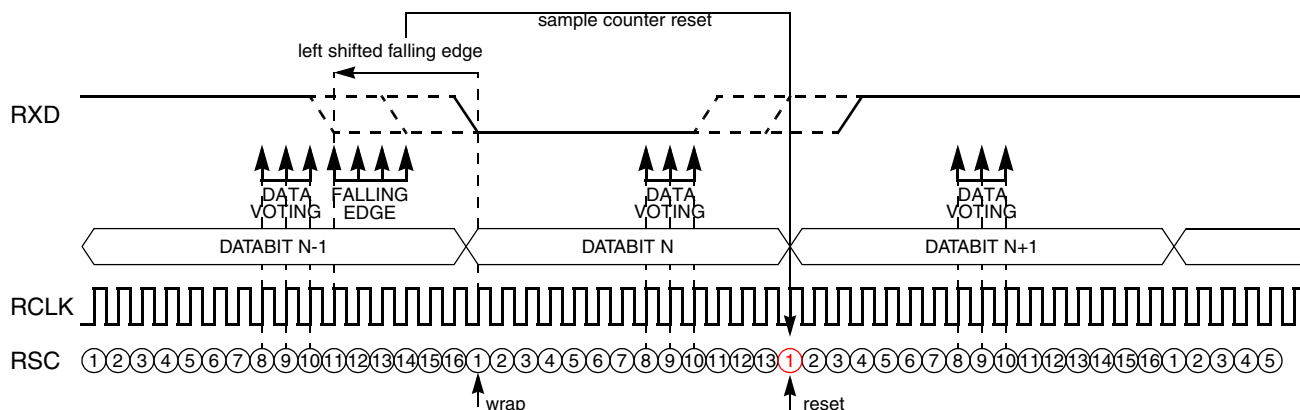 sample counter reset
left shifted falling edge
RXD
DATA VOTING
FALLING EDGE
DATA VOTING
DATA VOTING
DATABIT N-1
DATABIT N
DATABIT N+1
RCLK
RSC
1 2 3 4 5 6 7 8 9 10 11 12 13 14 15 16 1 2 3 4 5 6 7 8 9 10 11 12 13 1 2 3 4 5 6 7 8 9 10 11 12 13 14 15 16 1 2 3 4 5
wrap
reset